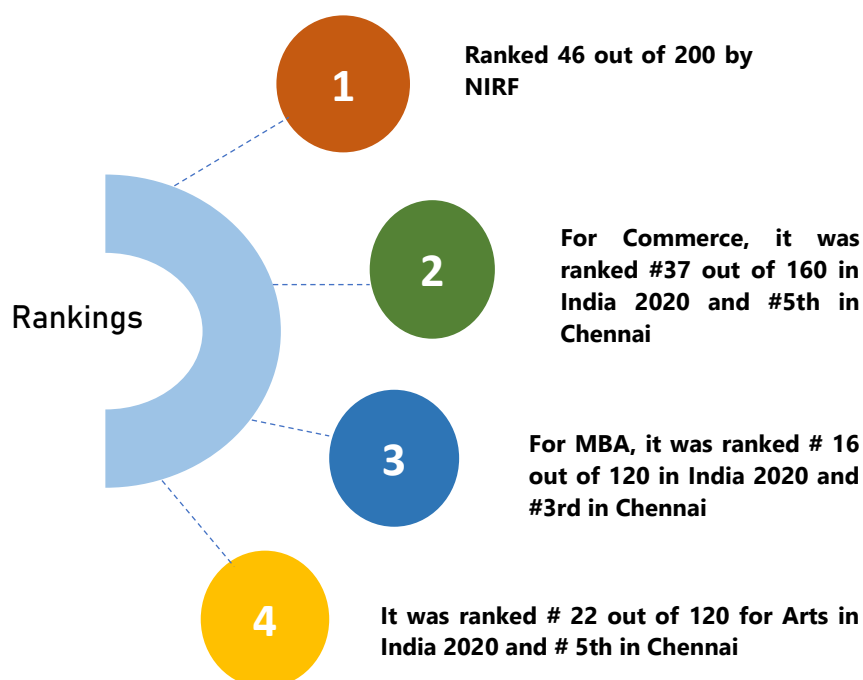 1
Ranked 46 out of 200 by
NIRF
Rankings
2
For Commerce, it was
ranked #37 out of 160 in
India 2020 and #5th in
Chennai
3
For MBA, it was ranked # 16
out of 120 in India 2020 and
#3rd in Chennai
4
It was ranked # 22 out of 120 for Arts in
India 2020 and # 5th in Chennai